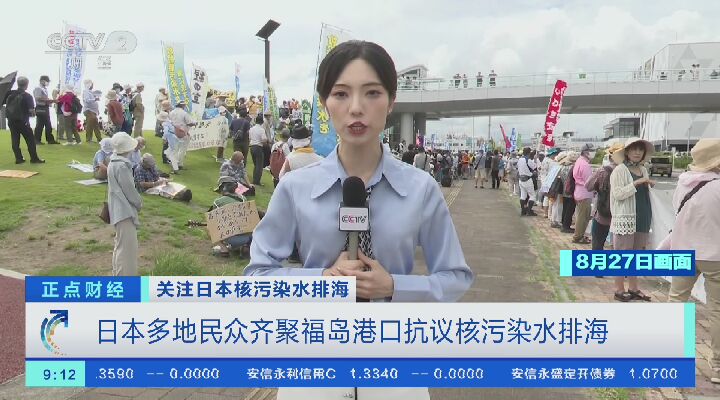 CCTV 2
CCTV
8月27日画面
正点财经
关注日本核污染水排海
日本多地民众齐聚福岛港口抗议核污染水排海
9:12
.3590 -- 0.0000 安信永利信用C 1.3340 -- 0.0000 安信永盛定开债券 1.0700